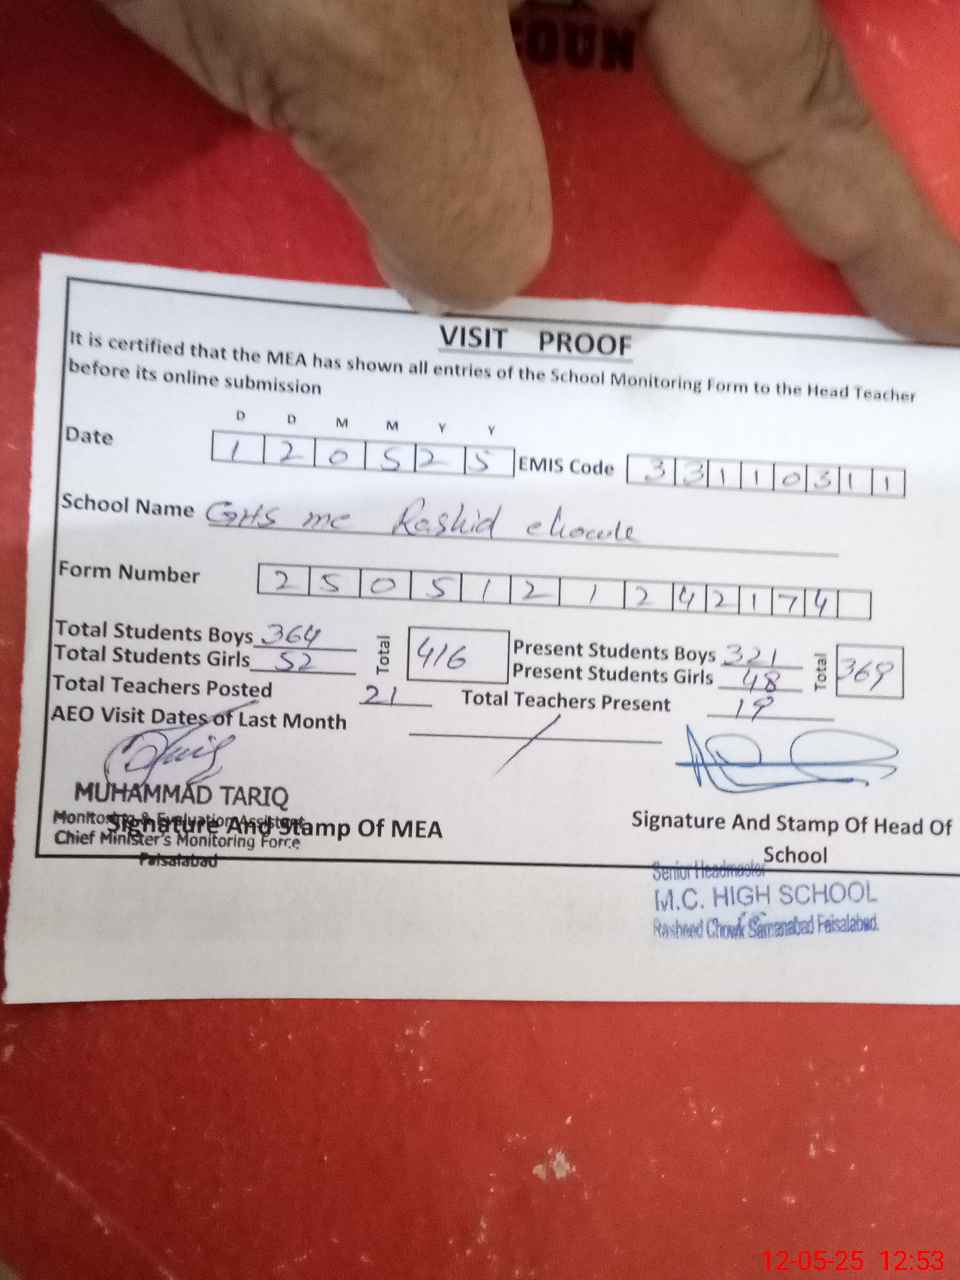 OUN
VISIT PROOF
It is certified that the MEA has shown all entries of the School Monitoring Form to the Head Teacher
before its online submission
D D M M Y Y
Date 1 2 0 5 2 5 EMIS Code 3 3 1 1 0 3 1 1
School Name GHS mc Rashid chowk
Form Number 2 5 0 5 1 2 1 2 4 2 1 7 4
Total Students Boys 364 Total 416 Present Students Boys 321 Total 369
Total Students Girls 52 Present Students Girls 48
Total Teachers Posted 21 Total Teachers Present 19
AEO Visit Dates of Last Month /
MUHAMMAD TARIQ
Monitoring & Evaluation Assistant
Signature And Stamp Of MEA
Chief Minister's Monitoring Force
Faisalabad
Signature And Stamp Of Head Of
School
Senior Headmaster
M.C. HIGH SCHOOL
Rasheed Chowk Samanabad Faisalabad.
12-05-25 12:53